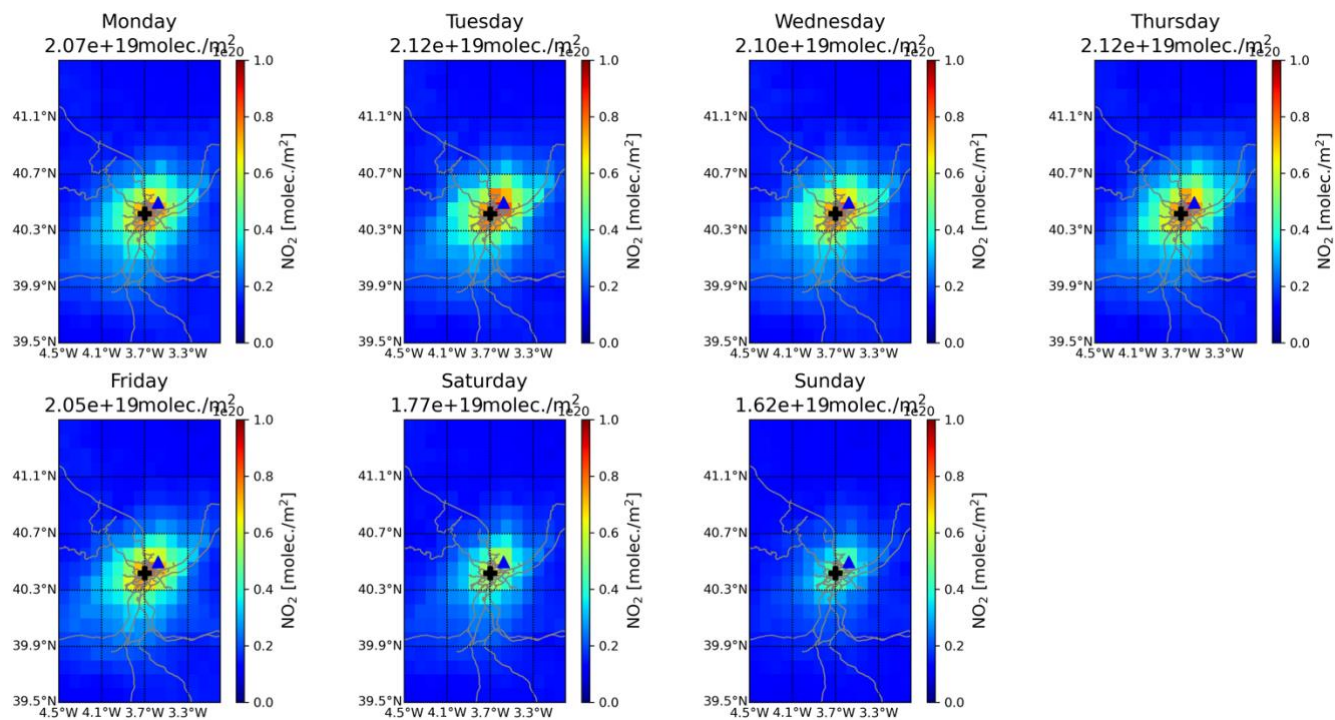 Monday
2.07e+19molec./m²
1e20
1.0
0.8
0.6
0.4
0.2
0.0
NO₂ [molec./m²]
41.1°N
40.7°N
40.3°N
39.9°N
39.5°N
4.5°W 4.1°W 3.7°W 3.3°W
Tuesday
2.12e+19molec./m²
1e20
1.0
0.8
0.6
0.4
0.2
0.0
NO₂ [molec./m²]
41.1°N
40.7°N
40.3°N
39.9°N
39.5°N
4.5°W 4.1°W 3.7°W 3.3°W
Wednesday
2.10e+19molec./m²
1e20
1.0
0.8
0.6
0.4
0.2
0.0
NO₂ [molec./m²]
41.1°N
40.7°N
40.3°N
39.9°N
39.5°N
4.5°W 4.1°W 3.7°W 3.3°W
Thursday
2.12e+19molec./m²
1e20
1.0
0.8
0.6
0.4
0.2
0.0
NO₂ [molec./m²]
41.1°N
40.7°N
40.3°N
39.9°N
39.5°N
4.5°W 4.1°W 3.7°W 3.3°W
Friday
2.05e+19molec./m²
1e20
1.0
0.8
0.6
0.4
0.2
0.0
NO₂ [molec./m²]
41.1°N
40.7°N
40.3°N
39.9°N
39.5°N
4.5°W 4.1°W 3.7°W 3.3°W
Saturday
1.77e+19molec./m²
1e20
1.0
0.8
0.6
0.4
0.2
0.0
NO₂ [molec./m²]
41.1°N
40.7°N
40.3°N
39.9°N
39.5°N
4.5°W 4.1°W 3.7°W 3.3°W
Sunday
1.62e+19molec./m²
1e20
1.0
0.8
0.6
0.4
0.2
0.0
NO₂ [molec./m²]
41.1°N
40.7°N
40.3°N
39.9°N
39.5°N
4.5°W 4.1°W 3.7°W 3.3°W